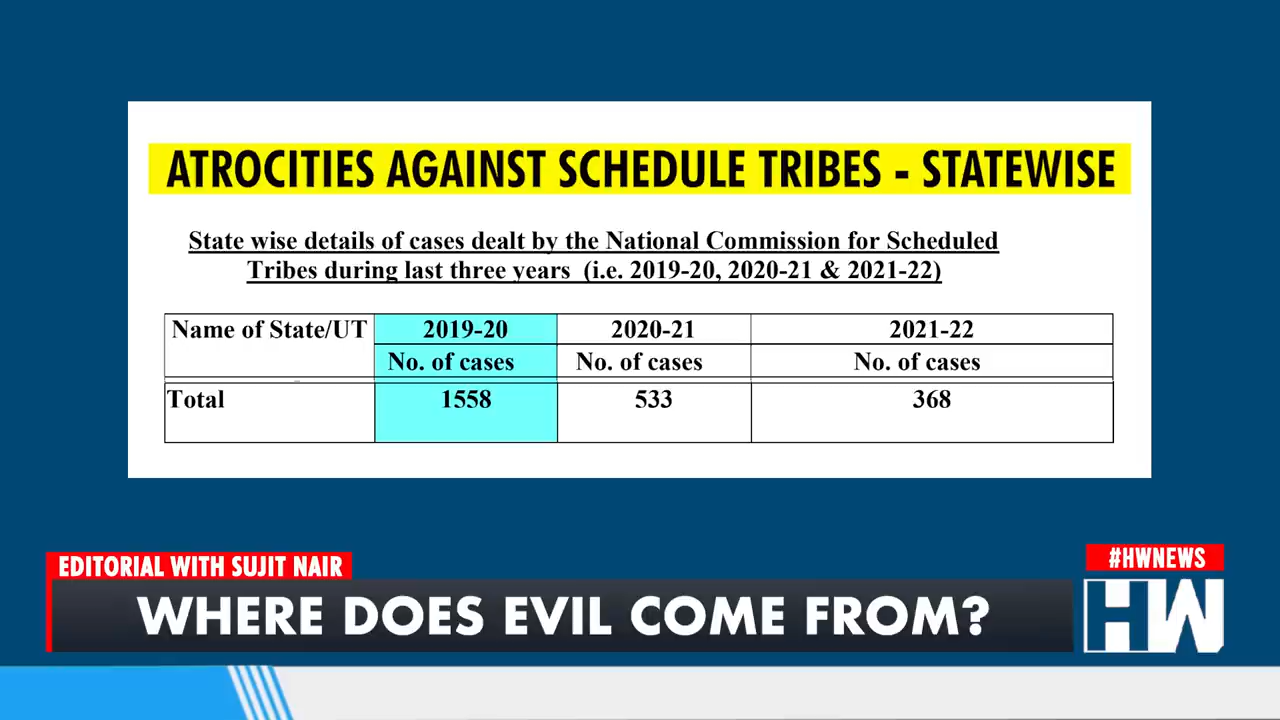 ATROCITIES AGAINST SCHEDULE TRIBES - STATEWISE
State wise details of cases dealt by the National Commission for Scheduled
Tribes during last three years (i.e. 2019-20, 2020-21 & 2021-22)
Name of State/UT 2019-20 2020-21 2021-22
No. of cases No. of cases No. of cases
Total 1558 533 368
EDITORIAL WITH SUJIT NAIR
WHERE DOES EVIL COME FROM?
#HWNEWS
HW